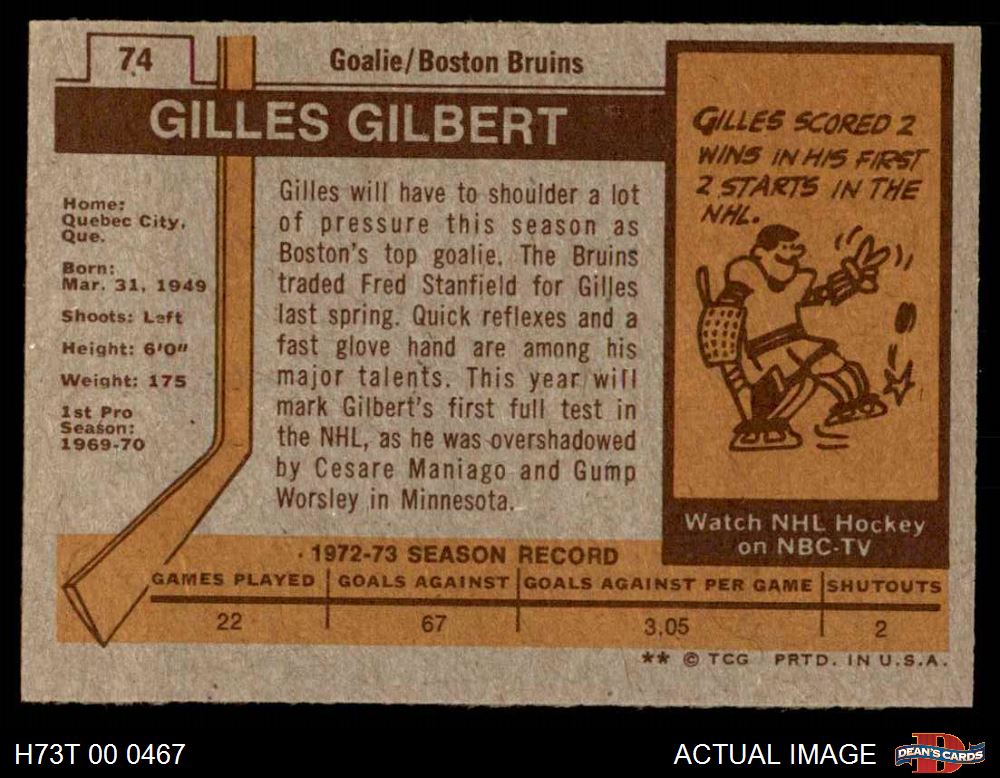 74
Goalie/Boston Bruins
GILLES GILBERT
Home:
Quebec City,
Que.
Born:
Mar. 31, 1949
Shoots: Left
Height: 6'0"
Weight: 175
1st Pro
Season:
1969-70
Gilles will have to shoulder a lot
of pressure this season as
Boston's top goalie. The Bruins
traded Fred Stanfield for Gilles
last spring. Quick reflexes and a
fast glove hand are among his
major talents. This year will
mark Gilbert's first full test in
the NHL, as he was overshadowed
by Cesare Maniago and Gump
Worsley in Minnesota.
GILLES SCORED 2
WINS IN HIS FIRST
2 STARTS IN THE
NHL.
Watch NHL Hockey
on NBC-TV
1972-73 SEASON RECORD
GAMES PLAYED GOALS AGAINST GOALS AGAINST PER GAME SHUTOUTS
22 67 3.05 2
** © TCG PRTD. IN U.S.A.
H73T 00 0467
ACTUAL IMAGE
DEAN'S CARDS